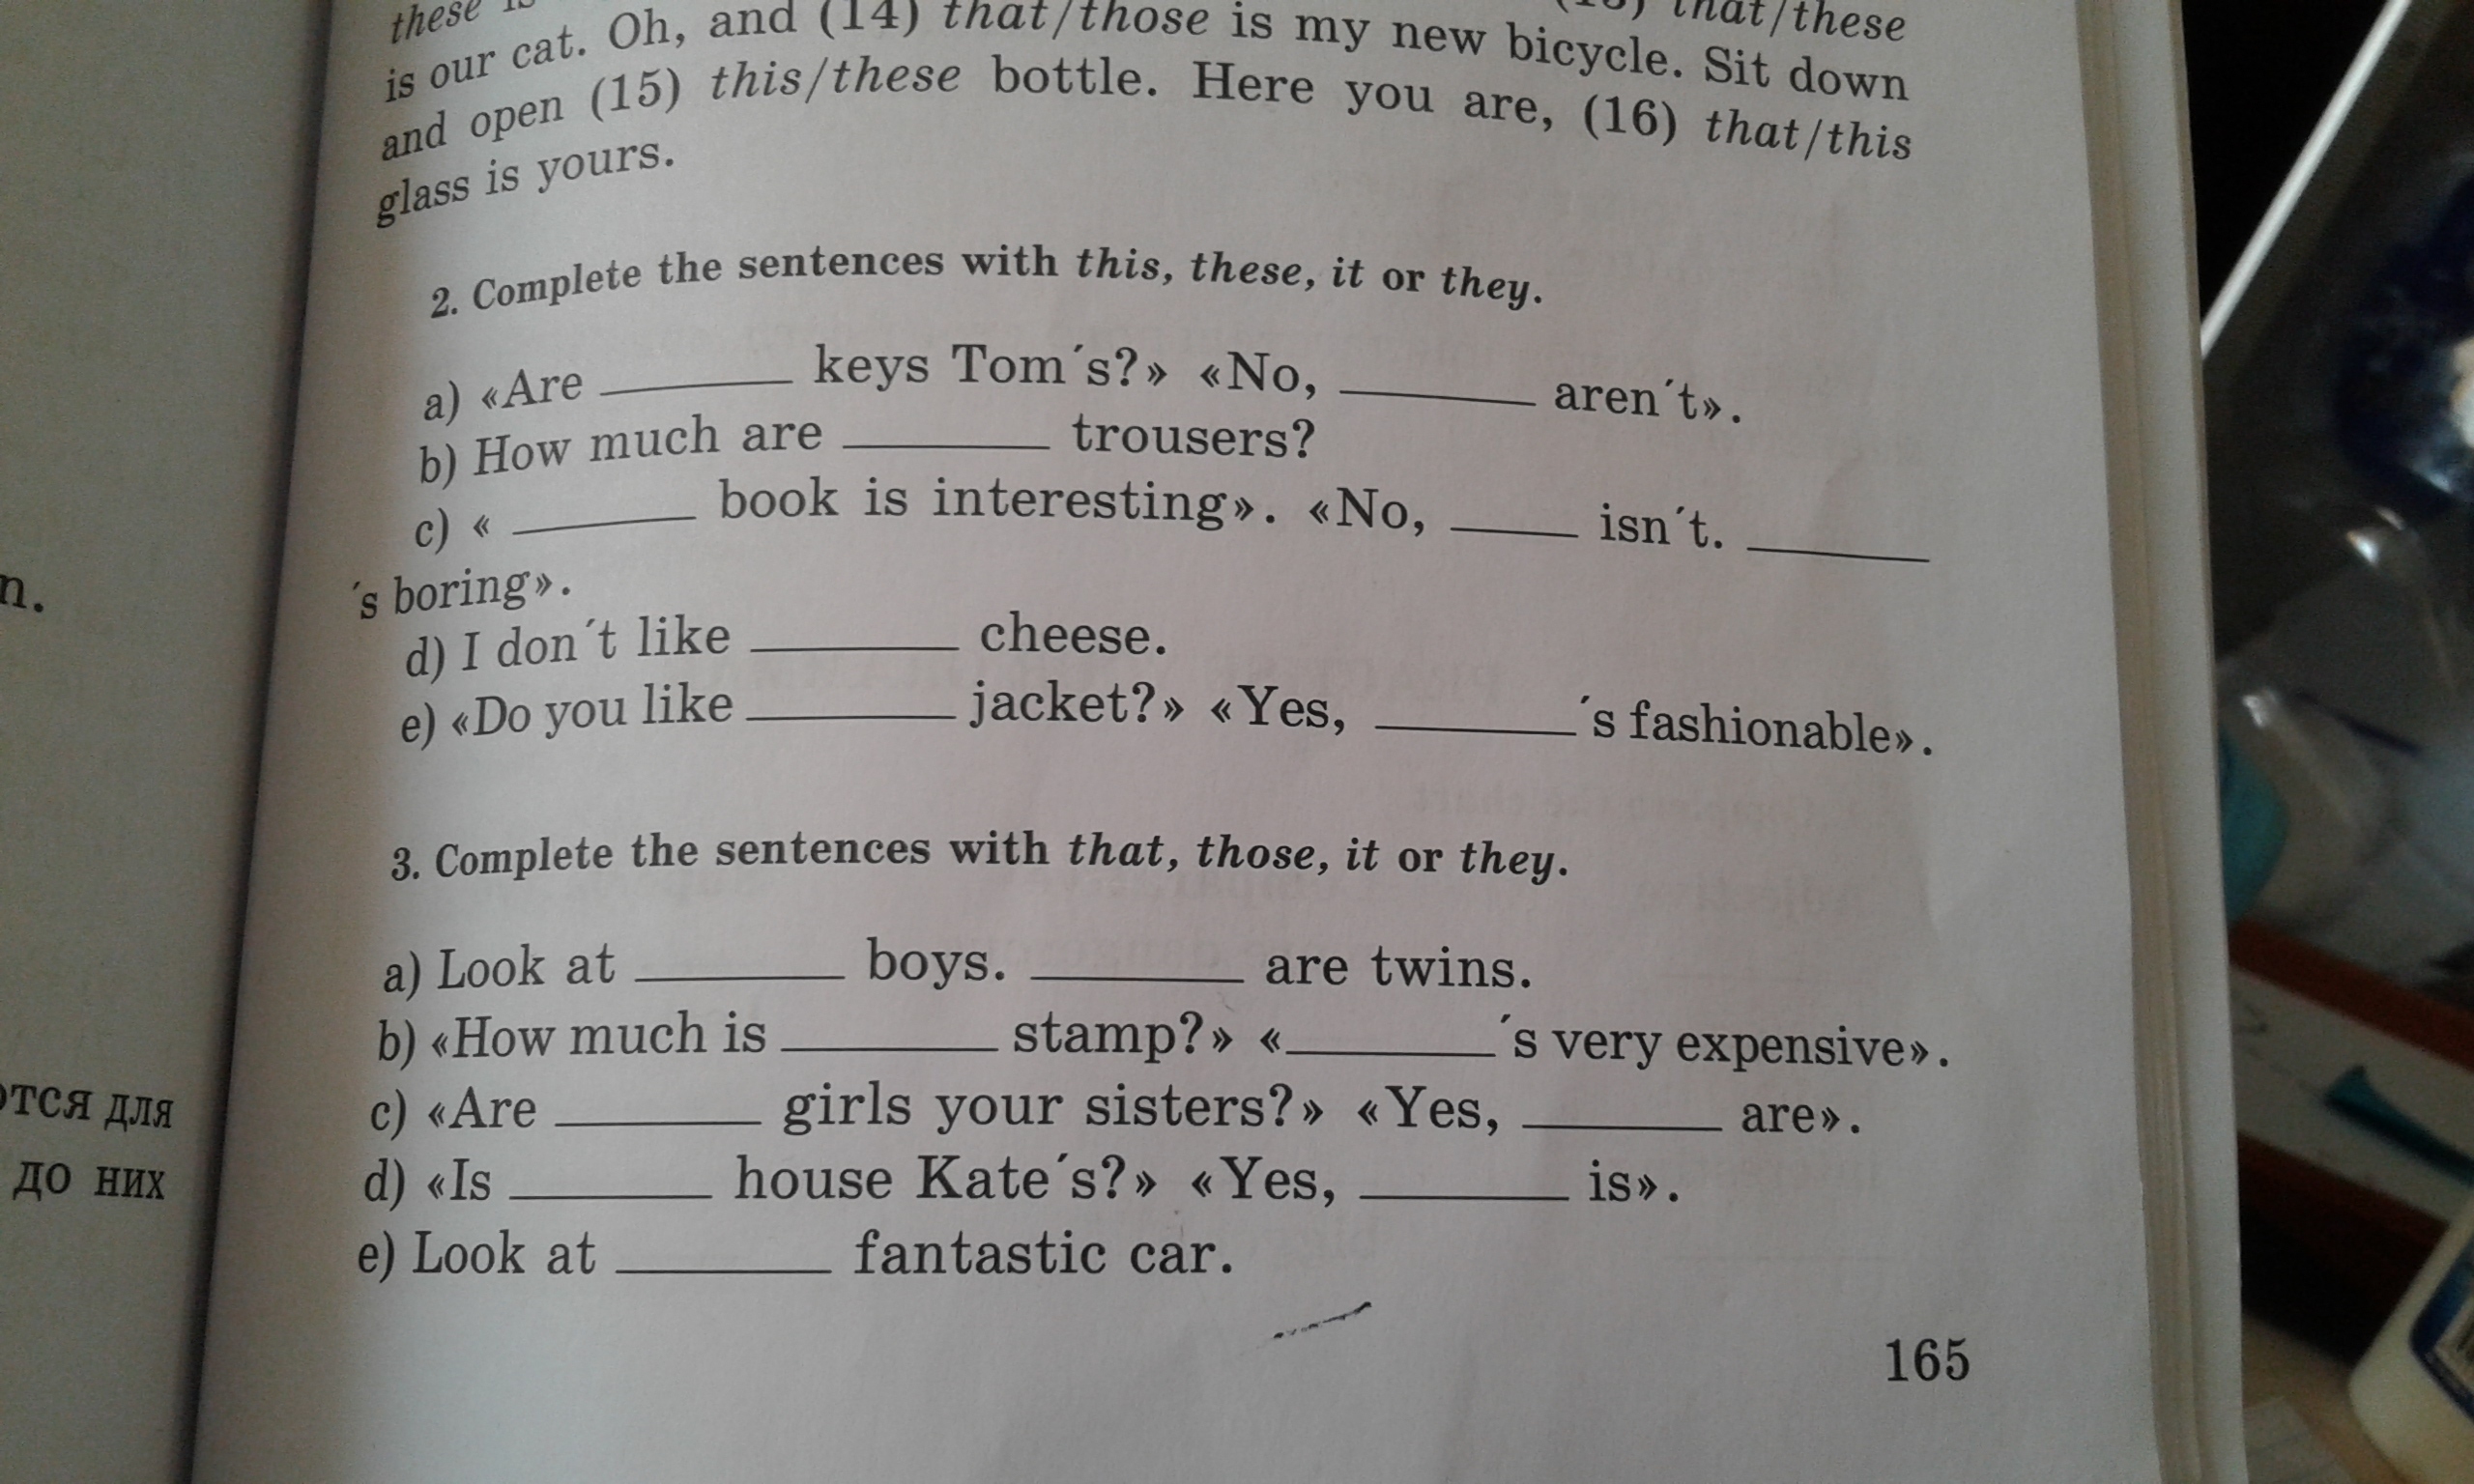 these
that/these
is our cat. Oh, and (14) that/those is my new bicycle. Sit down
and open (15) this/these bottle. Here you are, (16) that/this
glass is yours.
2. Complete the sentences with this, these, it or they.
a) «Are ________ keys Tom´s?» «No, ________ aren´t».
b) How much are ________ trousers?
c) « ________ book is interesting». «No, _____ isn´t. _______
´s boring».
d) I don´t like ________ cheese.
e) «Do you like ________ jacket?» «Yes, ________´s fashionable».
3. Complete the sentences with that, those, it or they.
a) Look at ________ boys. ________ are twins.
b) «How much is ________ stamp?» «________´s very expensive».
c) «Are ________ girls your sisters?» «Yes, ________ are».
d) «Is ________ house Kate´s?» «Yes, ________ is».
e) Look at ________ fantastic car.
165
n.
для
до них